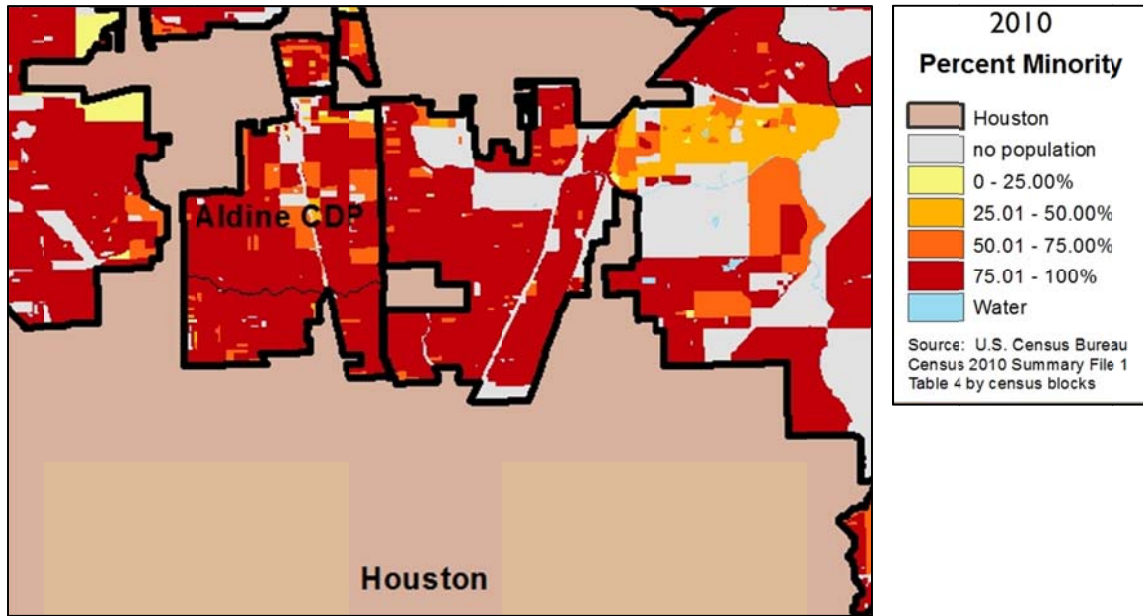 Aldine CDP
Houston
2010
Percent Minority
Houston
no population
0 - 25.00%
25.01 - 50.00%
50.01 - 75.00%
75.01 - 100%
Water
Source: U.S. Census Bureau
Census 2010 Summary File 1
Table 4 by census blocks